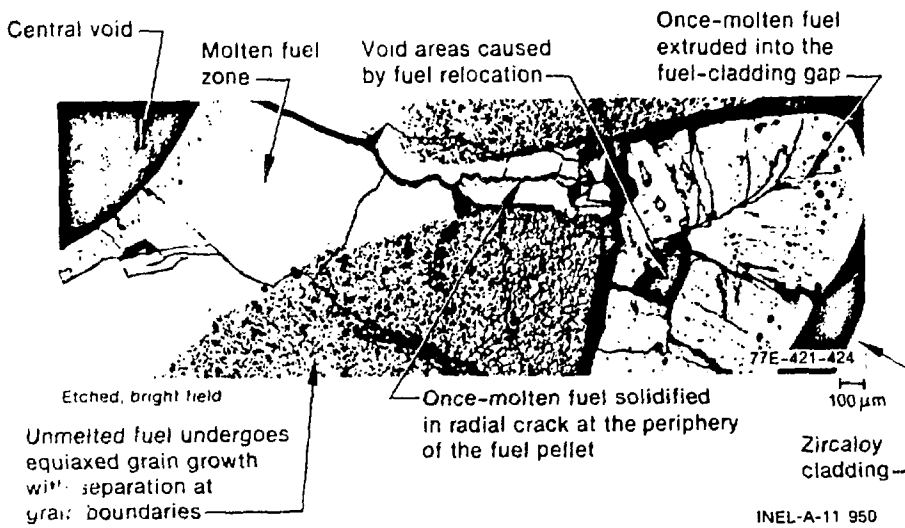 Central void
Molten fuel
zone
Void areas caused
by fuel relocation
Once-molten fuel
extruded into the
fuel-cladding gap
77E-421-424
Etched, bright field
100 μm
Once-molten fuel solidified
in radial crack at the periphery
of the fuel pellet
Unmelted fuel undergoes
equiaxed grain growth
separation at
boundaries
Zircaloy
cladding
INEL-A-11 950